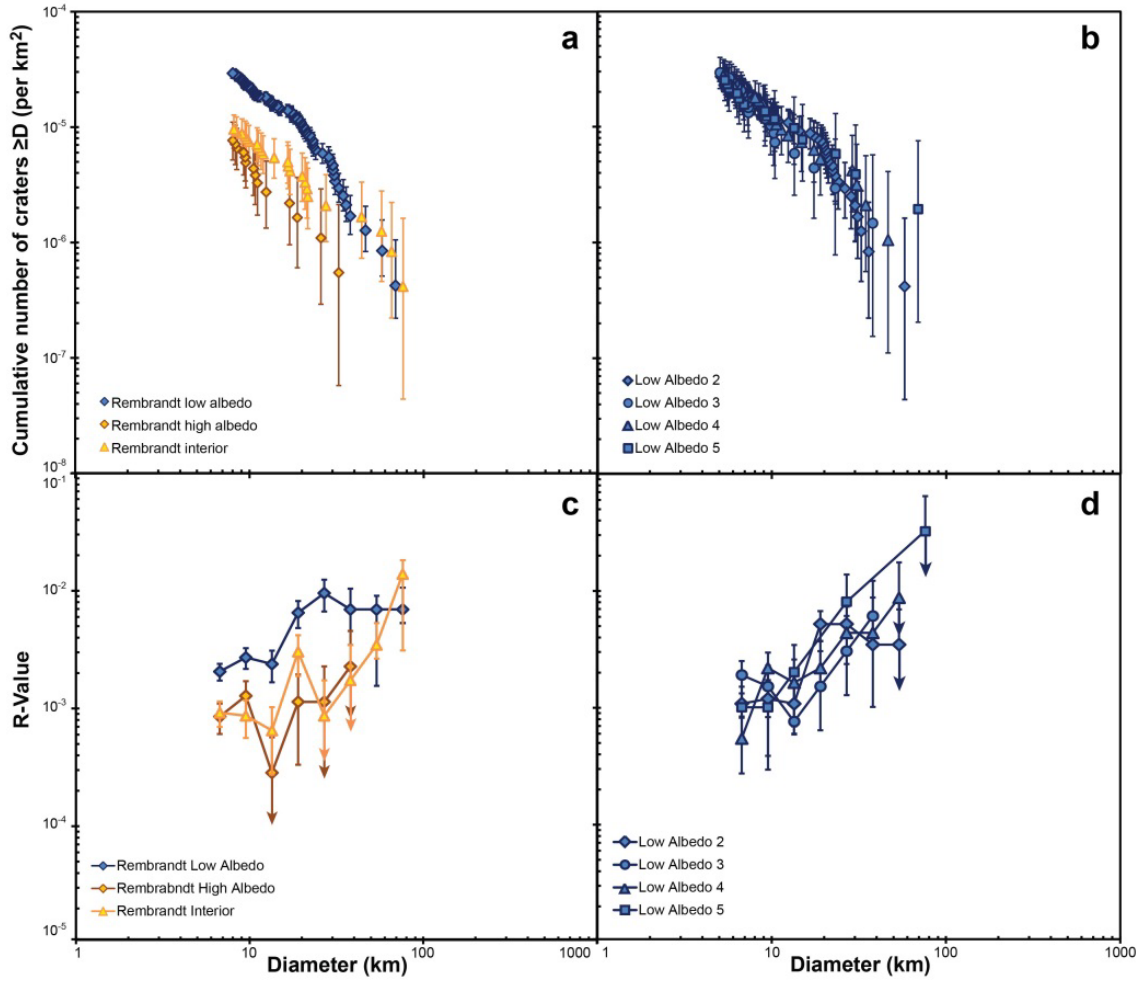 a
b
Cumulative number of craters ≥D (per km²)
10⁻⁴
10⁻⁵
10⁻⁶
10⁻⁷
10⁻⁸
Rembrandt low albedo
Rembrandt high albedo
Rembrandt interior
Low Albedo 2
Low Albedo 3
Low Albedo 4
Low Albedo 5
c
d
R-Value
10⁻¹
10⁻²
10⁻³
10⁻⁴
10⁻⁵
Rembrandt Low Albedo
Rembrabndt High Albedo
Rembrandt Interior
Low Albedo 2
Low Albedo 3
Low Albedo 4
Low Albedo 5
1 10 100 1000 1 10 100 1000
Diameter (km) Diameter (km)